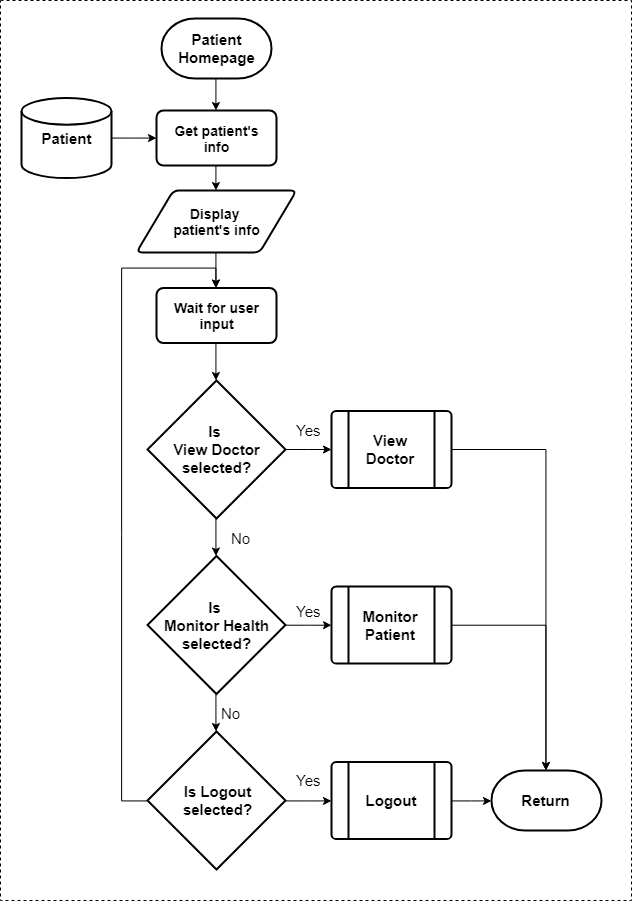 Patient
Homepage
Patient
Get patient's
info
Display
patient's info
Wait for user
input
Is
View Doctor
selected?
Yes
View
Doctor
No
Is
Monitor Health
selected?
Yes
Monitor
Patient
No
Is Logout
selected?
Yes
Logout
Return